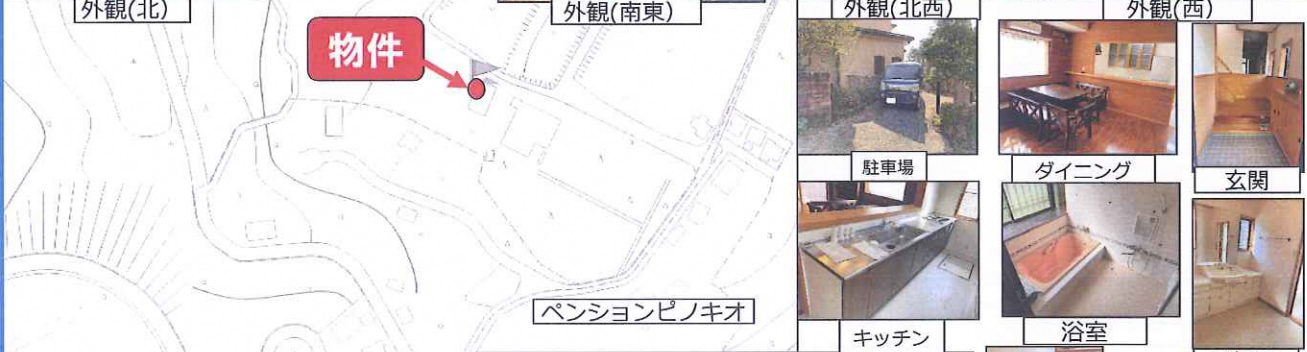 外観(北)
外観(南東)
外観(北西)
外観(西)
物件
駐車場
ダイニング
玄関
ペンションピノキオ
キッチン
浴室